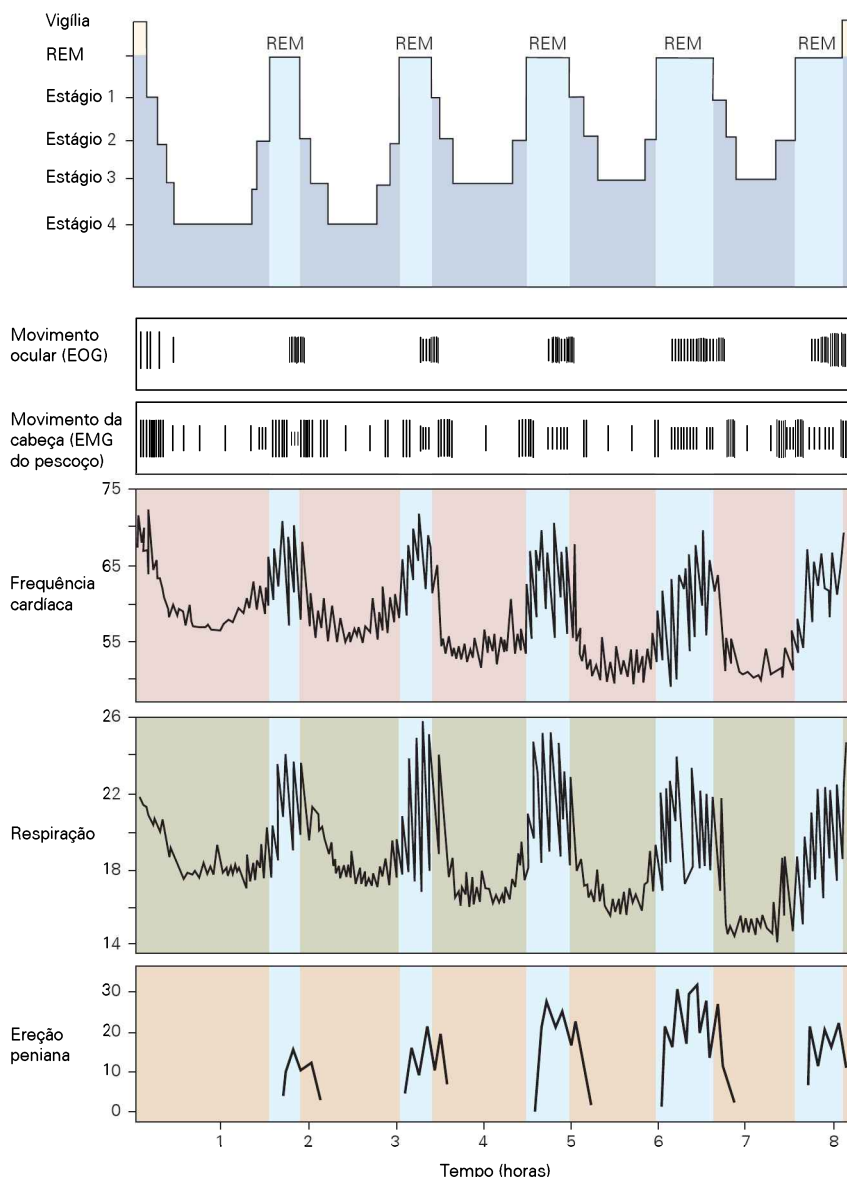 Vigília
REM
REM
REM
REM
REM
REM
Estágio 1
Estágio 2
Estágio 3
Estágio 4
Movimento
ocular (EOG)
Movimento da
cabeça (EMG
do pescoço)
75
65
55
Frequência
cardíaca
26
22
18
14
Respiração
30
20
10
0
Ereção
peniana
1 2 3 4 5 6 7 8
Tempo (horas)